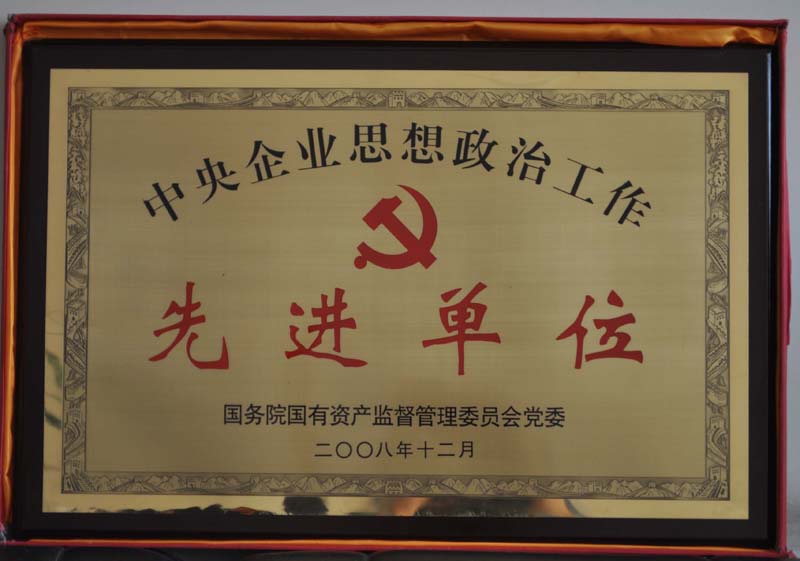 中央企业思想政治工作
先进单位
国务院国有资产监督管理委员会党委
二〇〇八年十二月